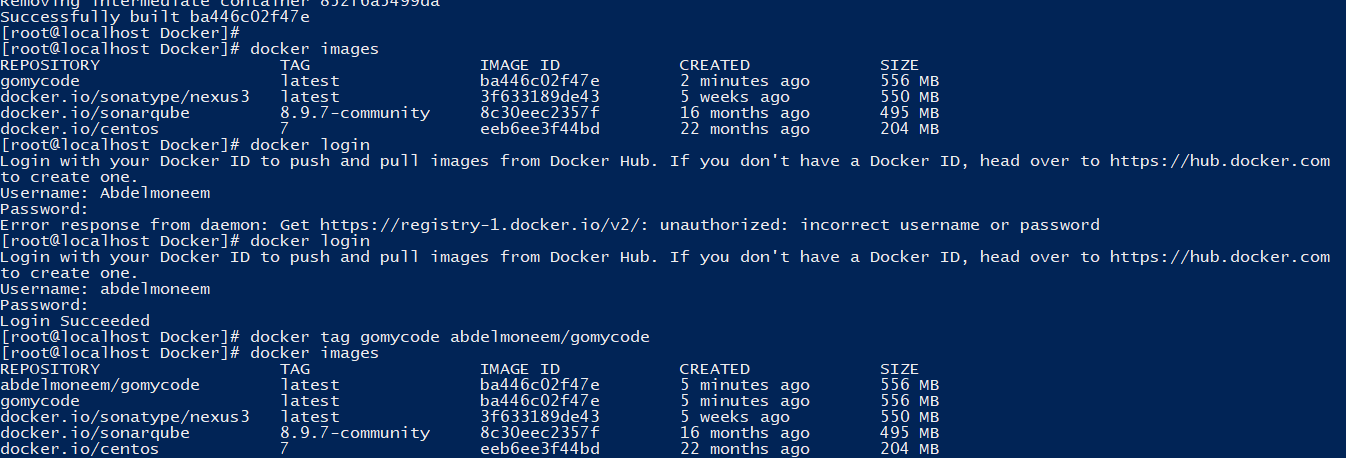 Removing intermediate container 852f6a5499da
Successfully built ba446c02f47e
[root@localhost Docker]#
[root@localhost Docker]# docker images
REPOSITORY TAG IMAGE ID CREATED SIZE
gomycode latest ba446c02f47e 2 minutes ago 556 MB
docker.io/sonatype/nexus3 latest 3f633189de43 5 weeks ago 550 MB
docker.io/sonarqube 8.9.7-community 8c30eec2357f 16 months ago 495 MB
docker.io/centos 7 eeb6ee3f44bd 22 months ago 204 MB
[root@localhost Docker]# docker login
Login with your Docker ID to push and pull images from Docker Hub. If you don't have a Docker ID, head over to https://hub.docker.com
to create one.
Username: Abdelmoneem
Password:
Error response from daemon: Get https://registry-1.docker.io/v2/: unauthorized: incorrect username or password
[root@localhost Docker]# docker login
Login with your Docker ID to push and pull images from Docker Hub. If you don't have a Docker ID, head over to https://hub.docker.com
to create one.
Username: abdelmoneem
Password:
Login Succeeded
[root@localhost Docker]# docker tag gomycode abdelmoneem/gomycode
[root@localhost Docker]# docker images
REPOSITORY TAG IMAGE ID CREATED SIZE
abdelmoneem/gomycode latest ba446c02f47e 5 minutes ago 556 MB
gomycode latest ba446c02f47e 5 minutes ago 556 MB
docker.io/sonatype/nexus3 latest 3f633189de43 5 weeks ago 550 MB
docker.io/sonarqube 8.9.7-community 8c30eec2357f 16 months ago 495 MB
docker.io/centos 7 eeb6ee3f44bd 22 months ago 204 MB